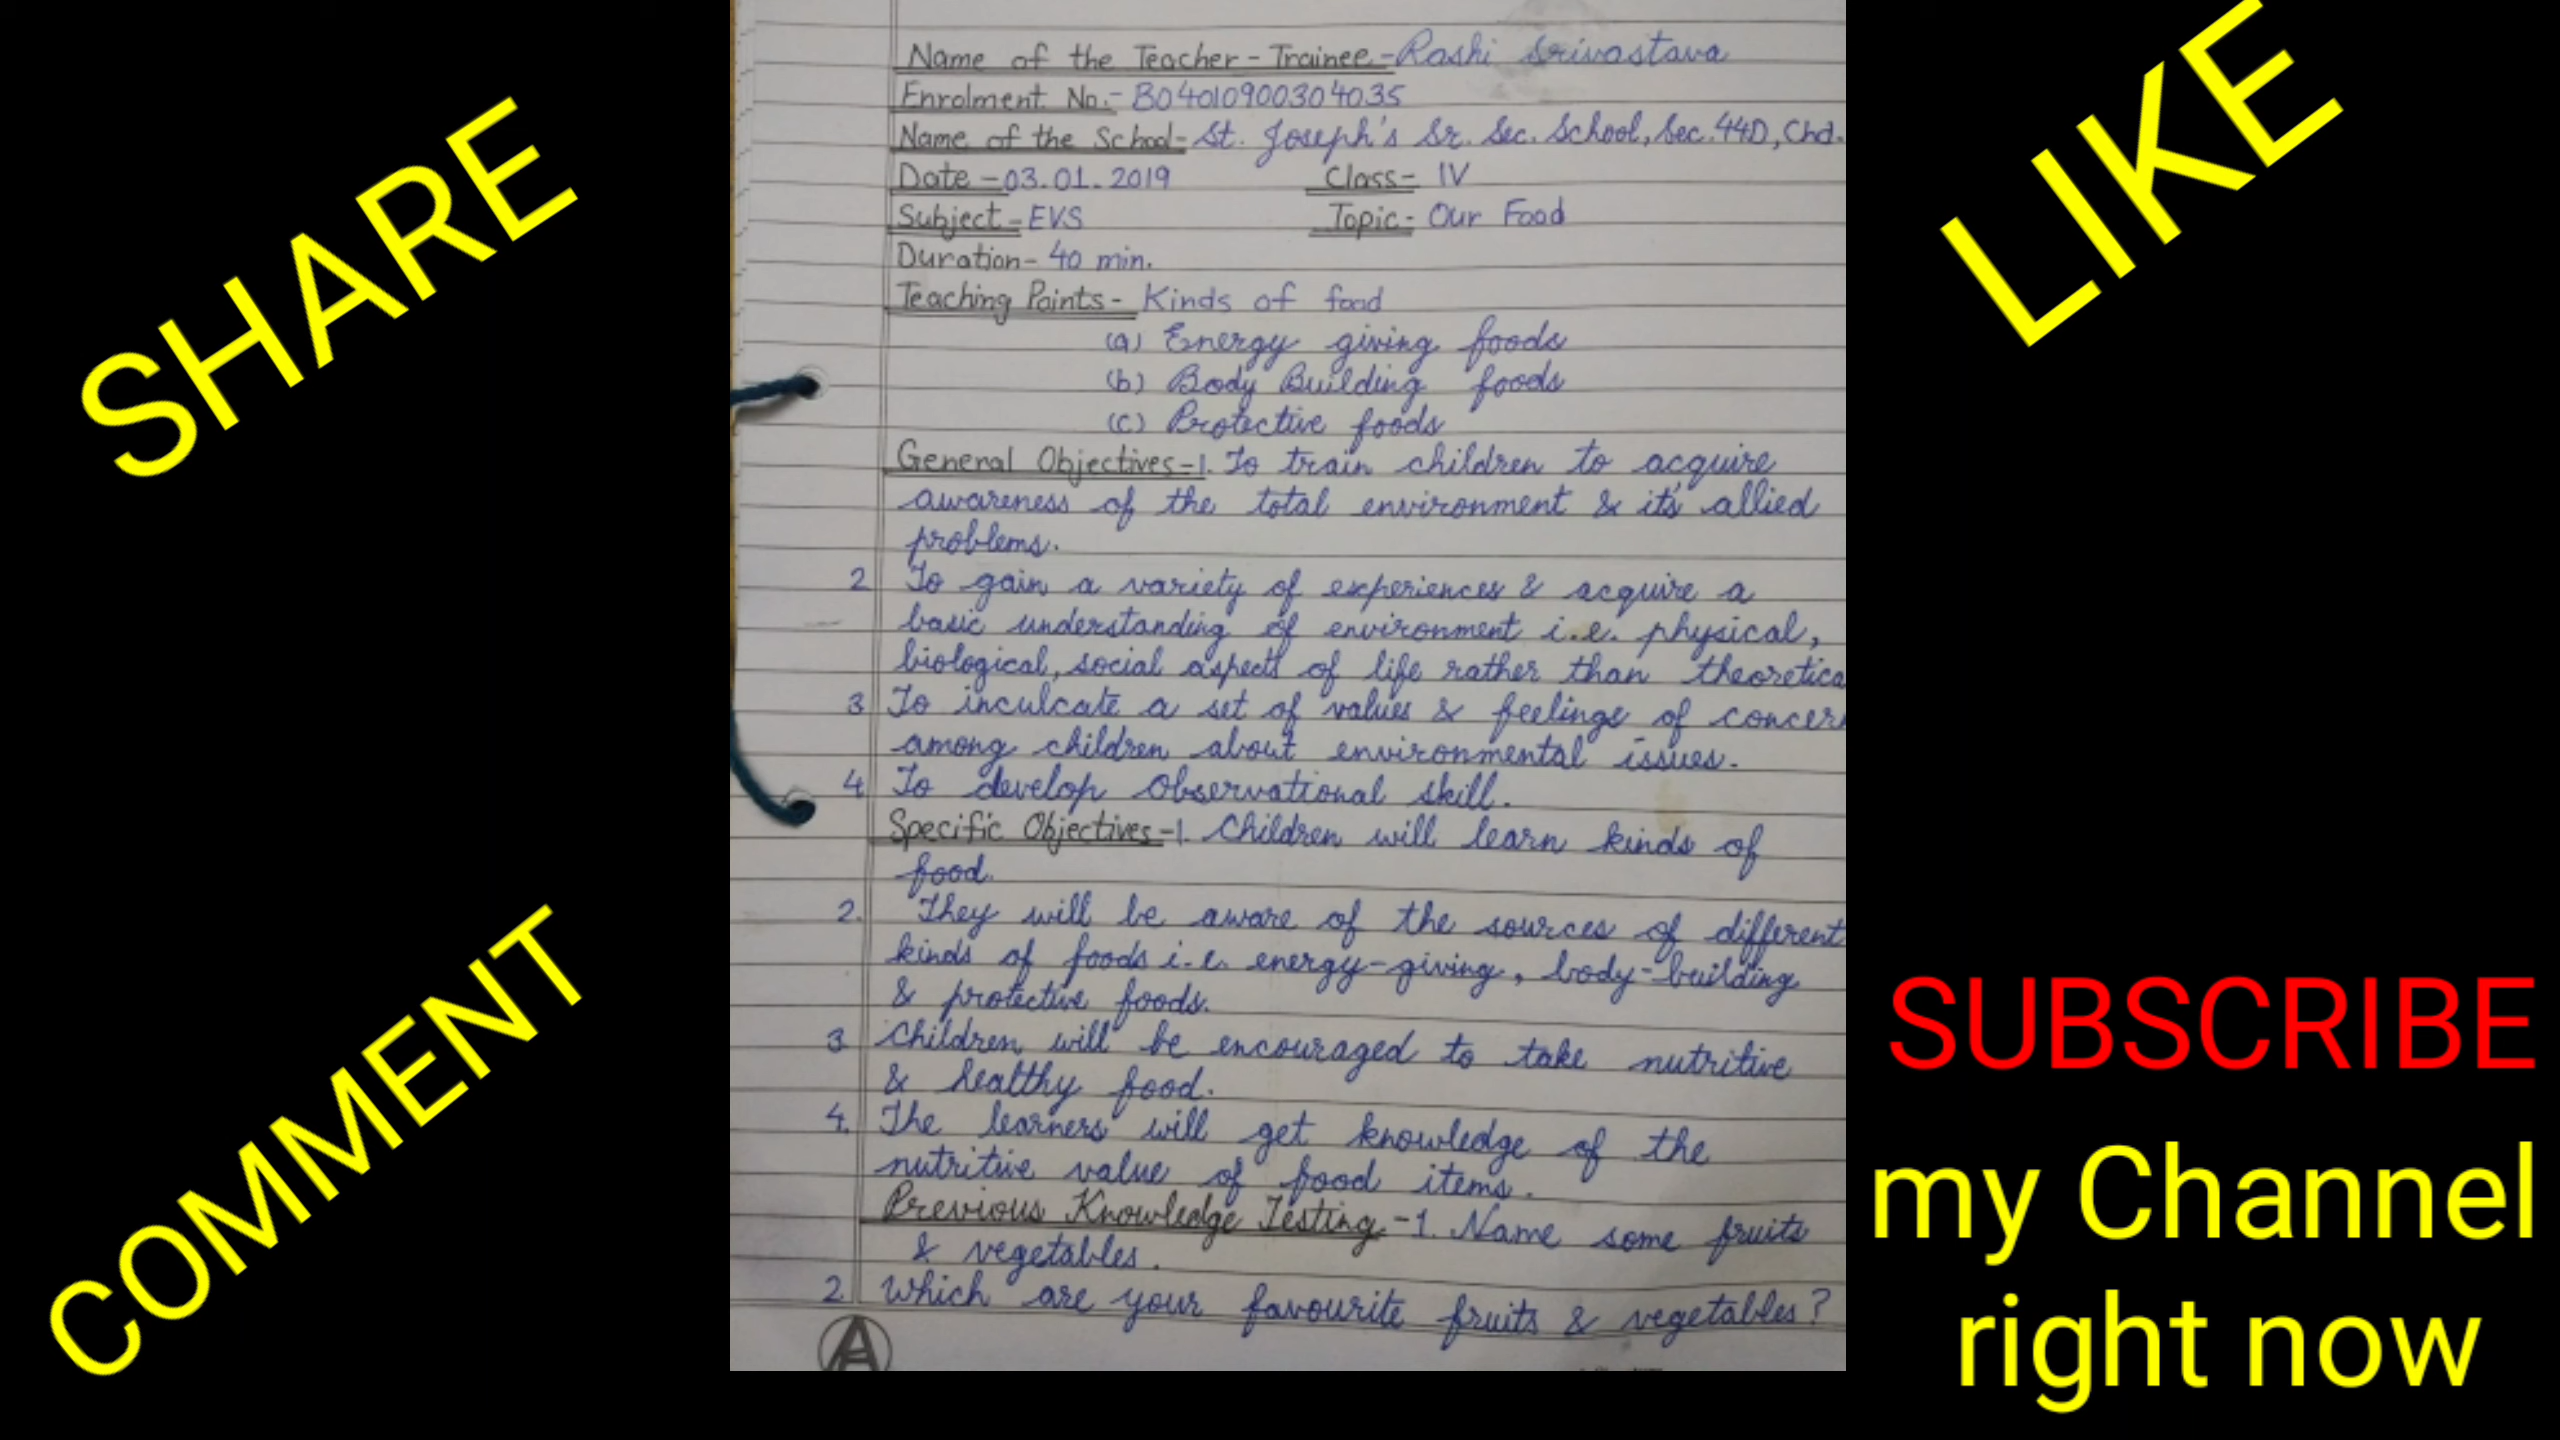 SHARE
LIKE
COMMENT
SUBSCRIBE
my Channel
right now
Name of the Teacher - Trainee - Rashi Srivastava
Enrolment No.- B04010900304035
Name of the School- St. Joseph's Sr. Sec. School, Sec. 44D, Chd.
Date - 03.01.2019 Class- IV
Subject - EVS Topic- Our Food
Duration- 40 min.
Teaching Points- Kinds of food
(a) Energy giving foods
(b) Body Building foods
(c) Protective foods
General Objectives-1. To train children to acquire
awareness of the total environment & it's allied
problems.
2 To gain a variety of experiences & acquire a
basic understanding of environment i.e. physical,
biological, social aspects of life rather than theoretica
3 To inculcate a set of values & feelings of concer
among children about environmental issues.
4 To develop observational skill.
Specific Objectives-1. Children will learn kinds of
food.
2. They will be aware of the sources of different
kinds of foods i.e. energy-giving, body-building
& protective foods.
3. Children will be encouraged to take nutritive
& healthy food.
4. The learners will get knowledge of the
nutritive value of food items.
Previous Knowledge Testing -1. Name some fruits
& vegetables.
2. Which are your favourite fruits & vegetables?